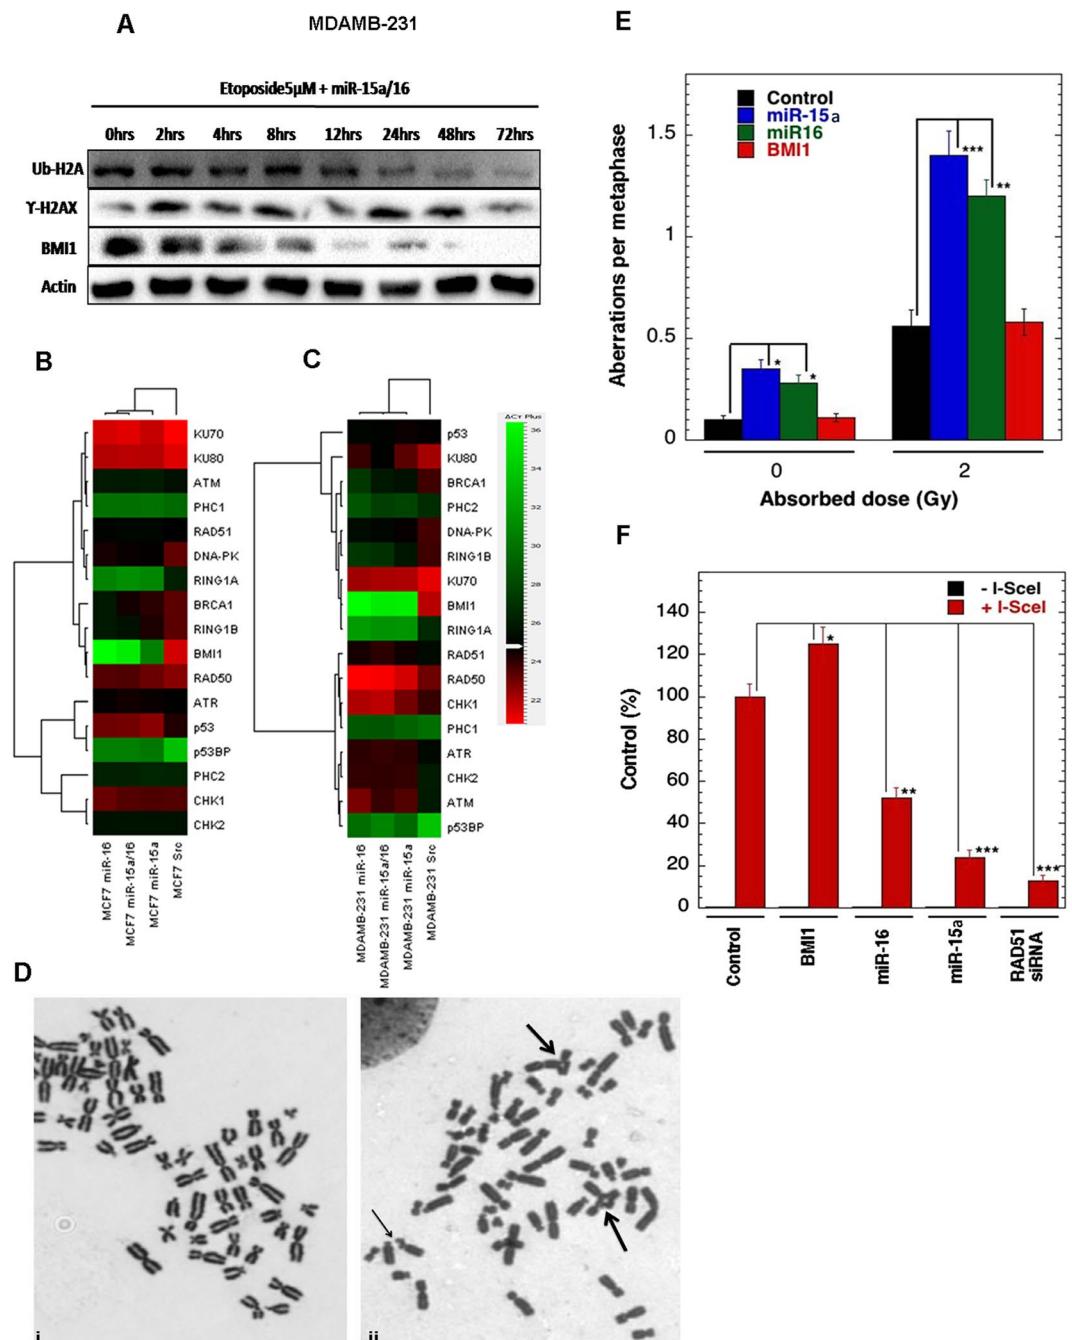 A
MDAMB-231
Etoposide5µM + miR-15a/16
0hrs 2hrs 4hrs 8hrs 12hrs 24hrs 48hrs 72hrs
Ub-H2A
Υ-H2AX
BMI1
Actin
B
KU70
KU80
ATM
PHC1
RAD51
DNA-PK
RING1A
BRCA1
RING1B
BMI1
RAD50
ATR
p53
p53BP
PHC2
CHK1
CHK2
MCF7 miR-16
MCF7 miR-15a/16
MCF7 miR-15a
MCF7 Src
C
p53
KU80
BRCA1
PHC2
DNA-PK
RING1B
KU70
BMI1
RING1A
RAD51
RAD50
CHK1
PHC1
ATR
CHK2
ATM
p53BP
MDAMB-231 miR-16
MDAMB-231 miR-15a/16
MDAMB-231 miR-15a
MDAMB-231 Src
ΔCT Plus
36
34
32
30
28
26
24
22
D
i
ii
E
Control
miR-15a
miR16
BMI1
Aberrations per metaphase
1.5
1
0.5
0
* *
*** **
0 2
Absorbed dose (Gy)
F
- I-SceI
+ I-SceI
Control (%)
140
120
100
80
60
40
20
0
*
**
***
***
Control
BMI1
miR-16
miR-15a
RAD51
siRNA